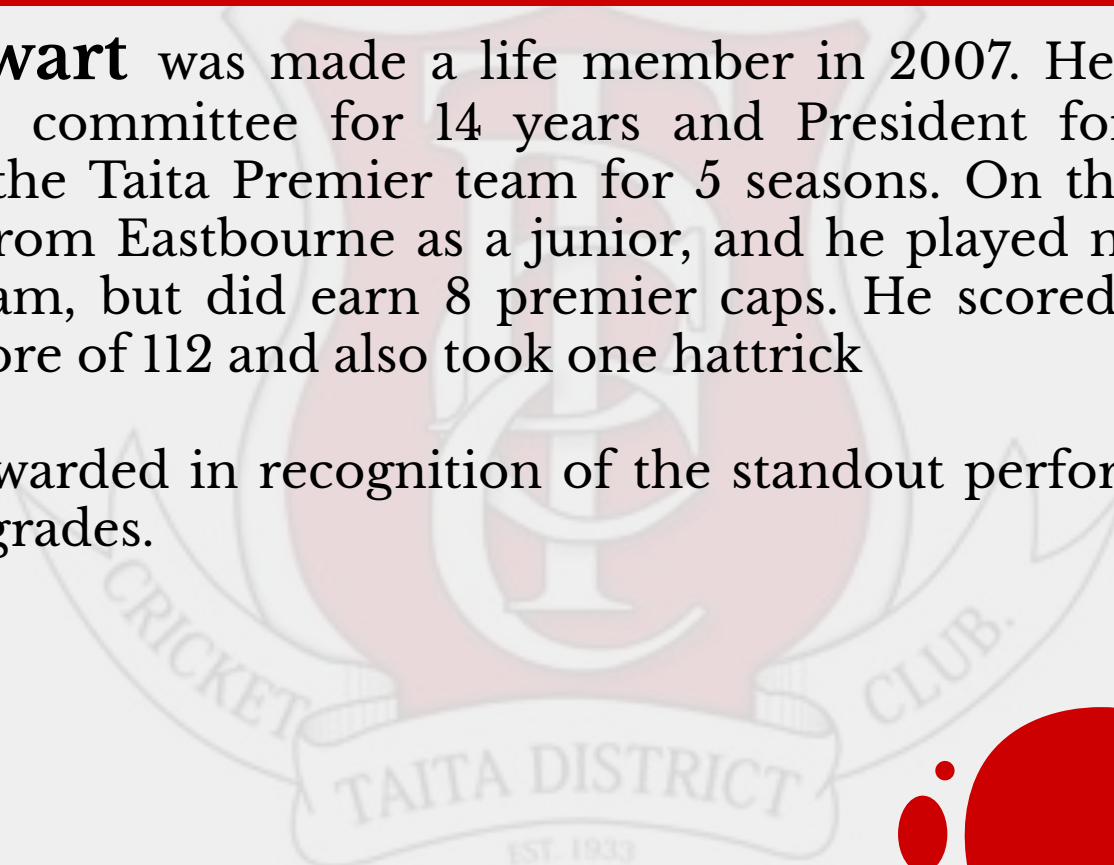 wart was made a life member in 2007. He
committee for 14 years and President for
the Taita Premier team for 5 seasons. On th
rom Eastbourne as a junior, and he played n
am, but did earn 8 premier caps. He scored
ore of 112 and also took one hattrick
warded in recognition of the standout perfor
grades.
CRICKET CLUB.
TAITA DISTRICT
EST. 1933